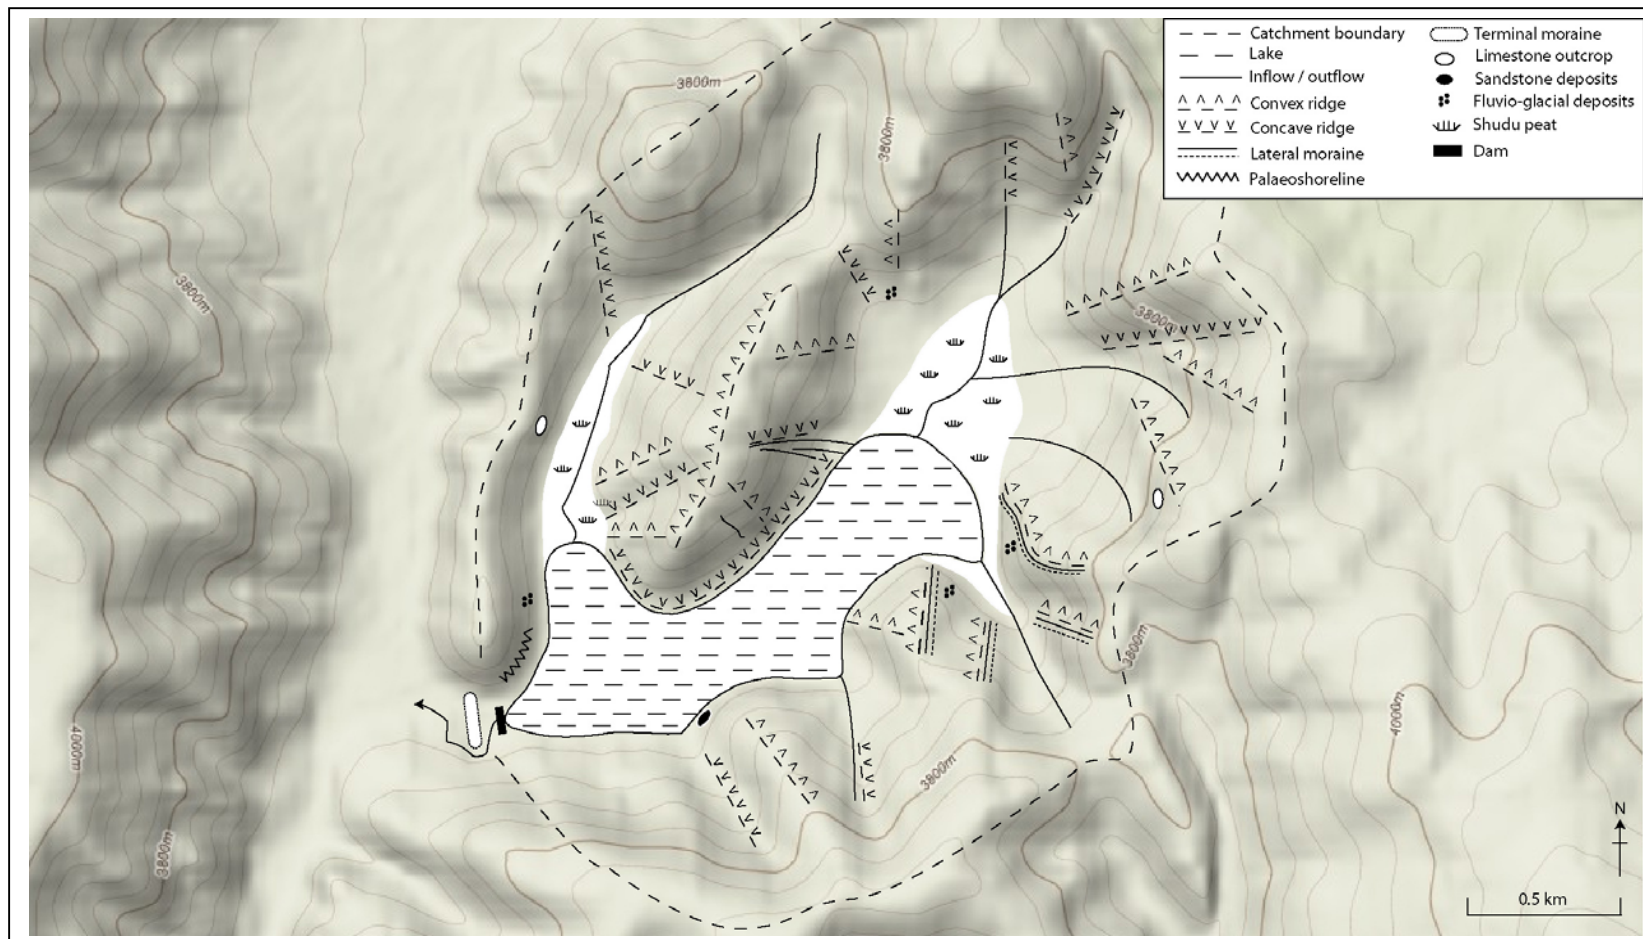 Catchment boundary
Lake
Inflow / outflow
Convex ridge
Concave ridge
Lateral moraine
Palaeoshoreline
Terminal moraine
Limestone outcrop
Sandstone deposits
Fluvio-glacial deposits
Shudu peat
Dam
3800m
3800m
3800m
3800m
3800m
4000m
3800m
4000m
3800m
N
0.5 km